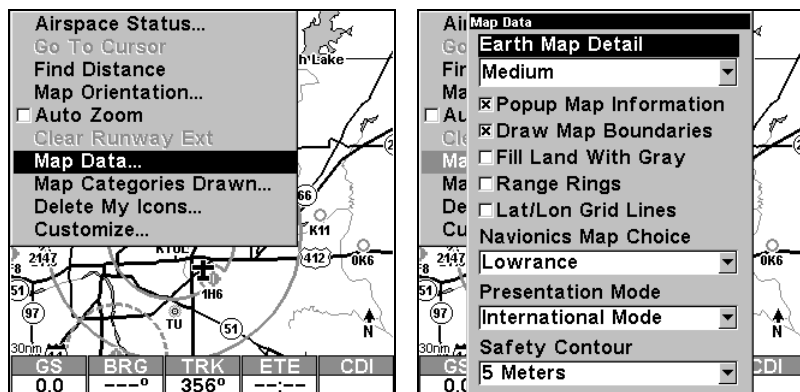 Airspace Status...
Go To Cursor
Find Distance
Map Orientation...
Auto Zoom
Clear Runway Ext
Map Data...
Map Categories Drawn...
Delete My Icons...
Customize...
66
K11
2147
F8
51
97
1H6
TU
51
412
0K6
N
30nm
GS BRG TRK ETE CDI
0.0 ---º 356º --:--
Map Data
Earth Map Detail
Medium
Popup Map Information
Draw Map Boundaries
Fill Land With Gray
Range Rings
Lat/Lon Grid Lines
Navionics Map Choice
Lowrance
Presentation Mode
International Mode
Safety Contour
5 Meters
2147
F8
51
97
0K6
N
30nm
GS
CDI
0.0